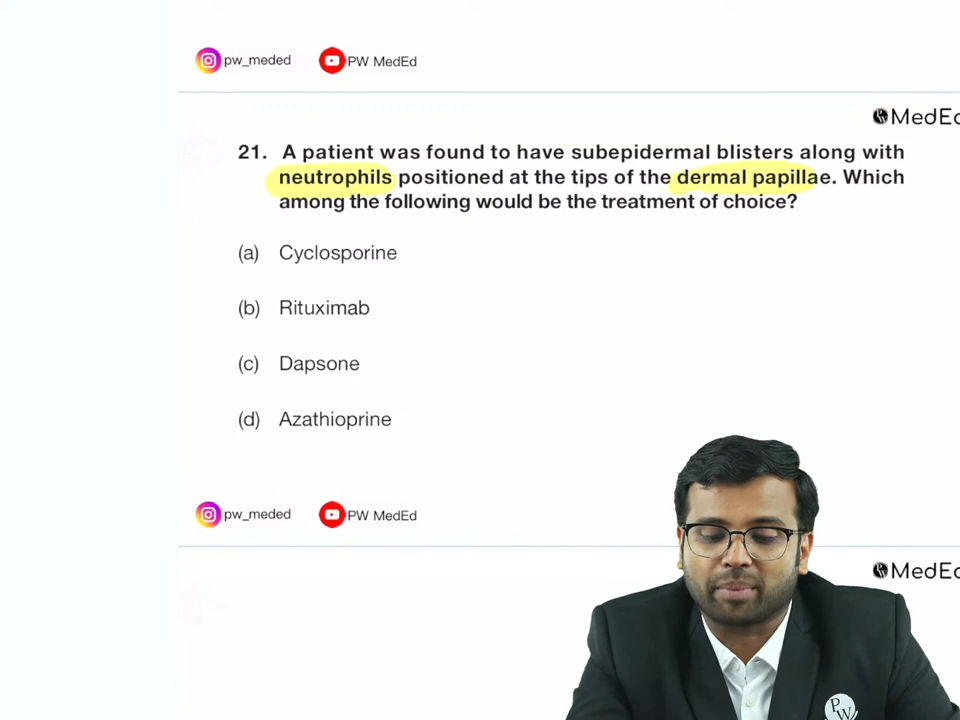 pw_meded PW MedEd
MedEd
21. A patient was found to have subepidermal blisters along with
neutrophils positioned at the tips of the dermal papillae. Which
among the following would be the treatment of choice?
(a) Cyclosporine
(b) Rituximab
(c) Dapsone
(d) Azathioprine
pw_meded PW MedEd
MedEd
PW